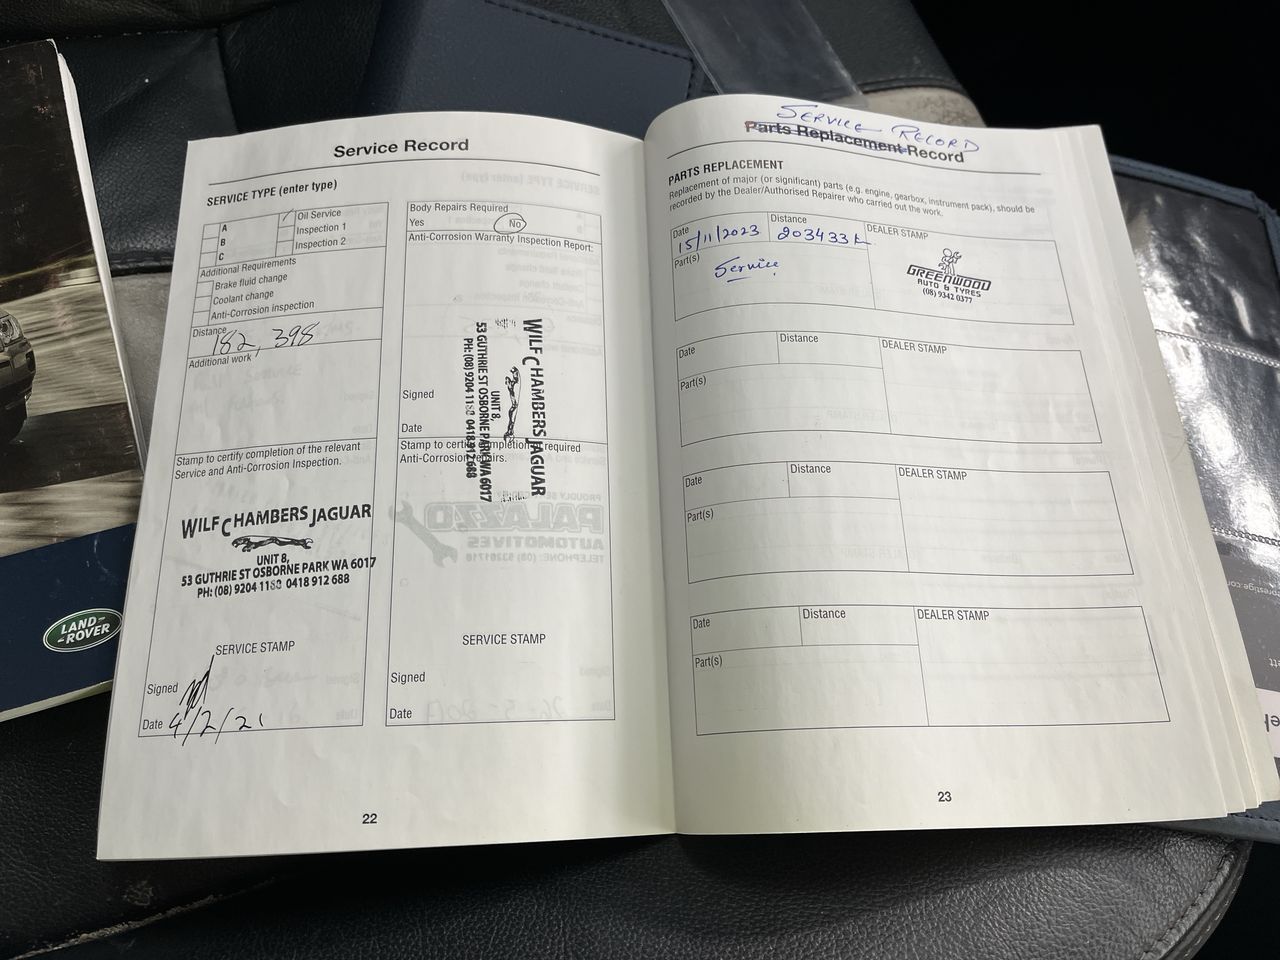 Service Record
SERVICE TYPE (enter type)
A
B
C
Oil Service
Inspection 1
Inspection 2
Additional Requirements
Brake fluid change
Coolant change
Anti-Corrosion inspection
Distance
182,398
Additional work
Stamp to certify completion of the relevant
Service and Anti-Corrosion Inspection.
WILF CHAMBERS JAGUAR
UNIT 8,
53 GUTHRIE ST OSBORNE PARK WA 6017
PH: (08) 9204 1188 0418 912 688
SERVICE STAMP
Signed
Date 4/2/21
22
Body Repairs Required
Yes No
Anti-Corrosion Warranty Inspection Report:
WILF CHAMBERS JAGUAR
UNIT 8,
53 GUTHRIE ST OSBORNE PARK WA 6017
PH: (08) 9204 1188 0418 912 688
Signed
Date
Stamp to certify completion of required
Anti-Corrosion repairs.
SERVICE STAMP
Signed
Date
SERVICE RECORD
Parts Replacement Record
PARTS REPLACEMENT
Replacement of major (or significant) parts (e.g. engine, gearbox, instrument pack), should be
recorded by the Dealer/Authorised Repairer who carried out the work.
Date
15/11/2023
Distance
203433k
DEALER STAMP
GREENWOOD
AUTO & TYRES
(08) 9342 0377
Part(s)
Service
Date
Distance
DEALER STAMP
Part(s)
Date
Distance
DEALER STAMP
Part(s)
Date
Distance
DEALER STAMP
Part(s)
23
LAND-
ROVER